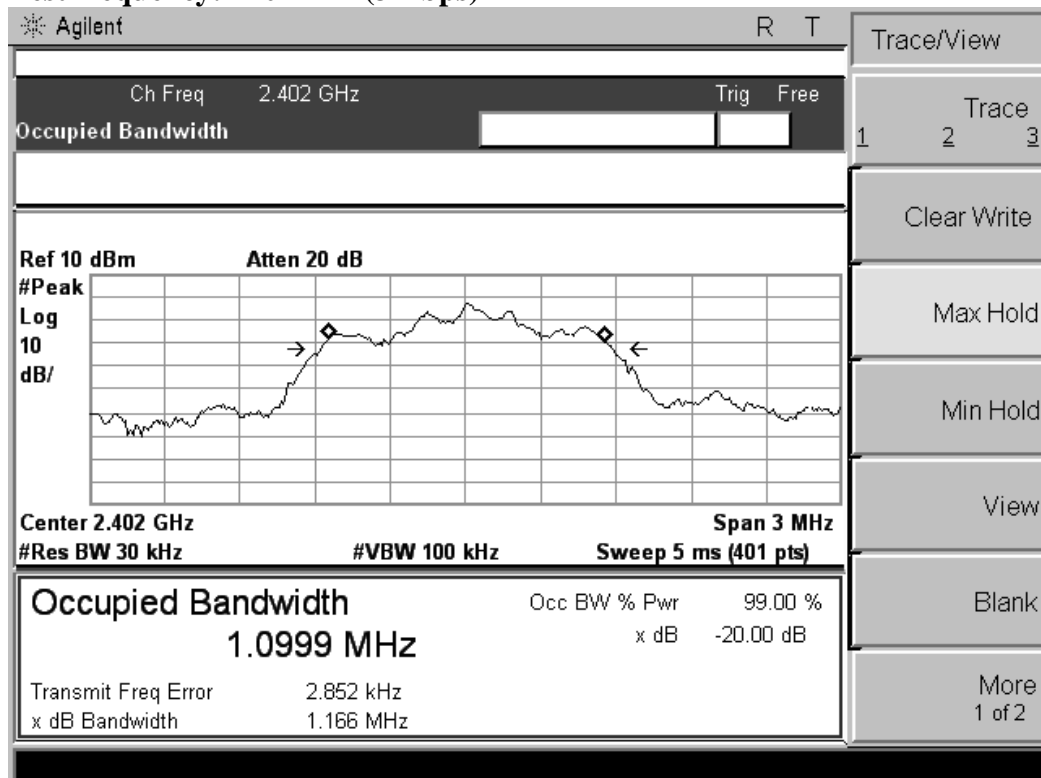 Agilent R T
Trace/View
Ch Freq 2.402 GHz Trig Free
Occupied Bandwidth
Trace
1 2 3
Clear Write
Ref 10 dBm Atten 20 dB
#Peak
Log
10
dB/
Max Hold
Min Hold
Center 2.402 GHz Span 3 MHz
#Res BW 30 kHz #VBW 100 kHz Sweep 5 ms (401 pts)
View
Occupied Bandwidth
1.0999 MHz
Occ BW % Pwr 99.00 %
x dB -20.00 dB
Transmit Freq Error 2.852 kHz
x dB Bandwidth 1.166 MHz
Blank
More
1 of 2